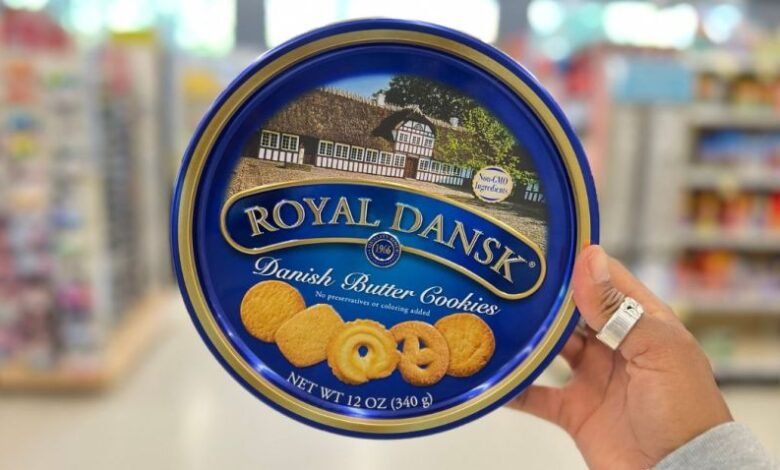 Non-GMO
Ingredients
ROYAL DANSK®
1966
Danish Butter Cookies
No preservatives or coloring added
NET WT 12 OZ (340 g)